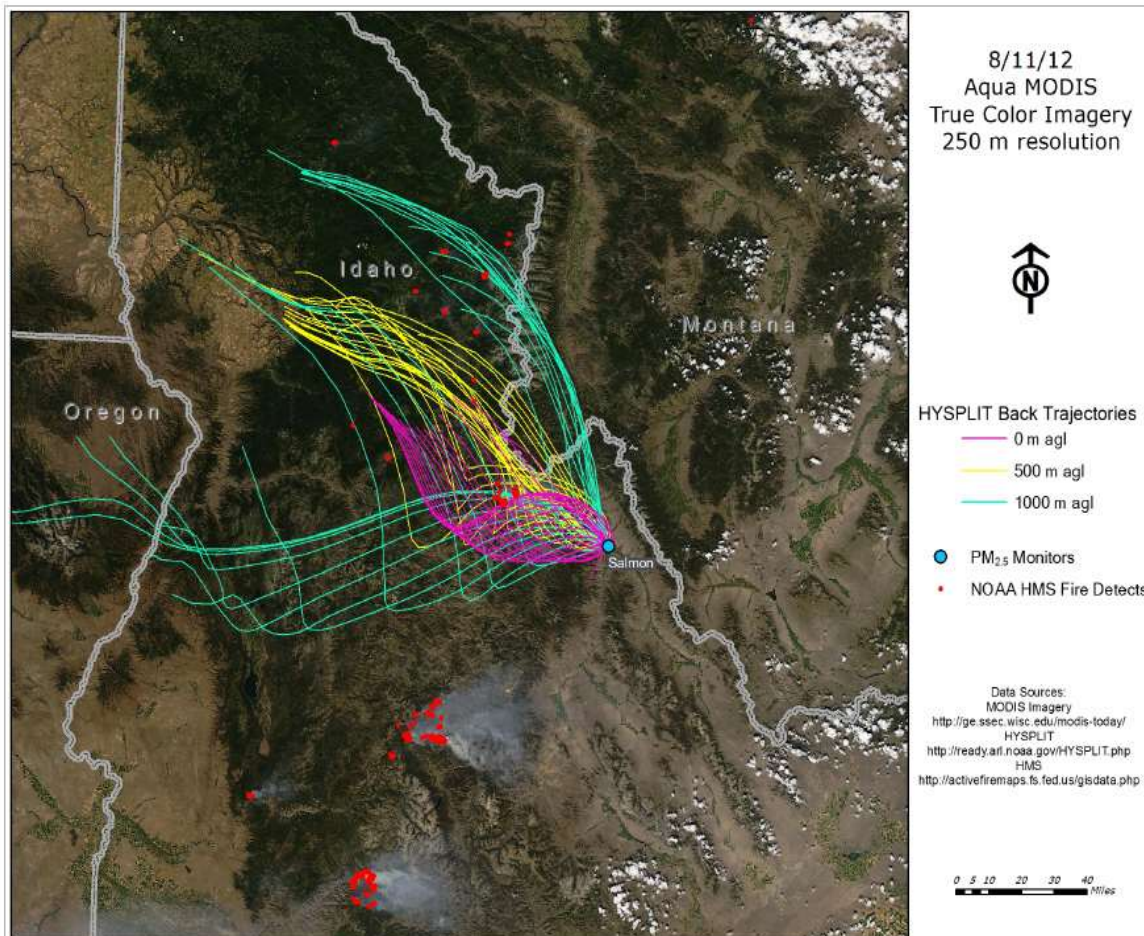 8/11/12
Aqua MODIS
True Color Imagery
250 m resolution
N
Idaho
Montana
Oregon
Salmon
HYSPLIT Back Trajectories
0 m agl
500 m agl
1000 m agl
PM2.5 Monitors
NOAA HMS Fire Detects
Data Sources:
MODIS Imagery
http://ge.ssec.wisc.edu/modis-today/
HYSPLIT
http://ready.arl.noaa.gov/HYSPLIT.php
HMS
http://activefiremaps.fs.fed.us/gisdata.php
0 5 10 20 30 40
Miles